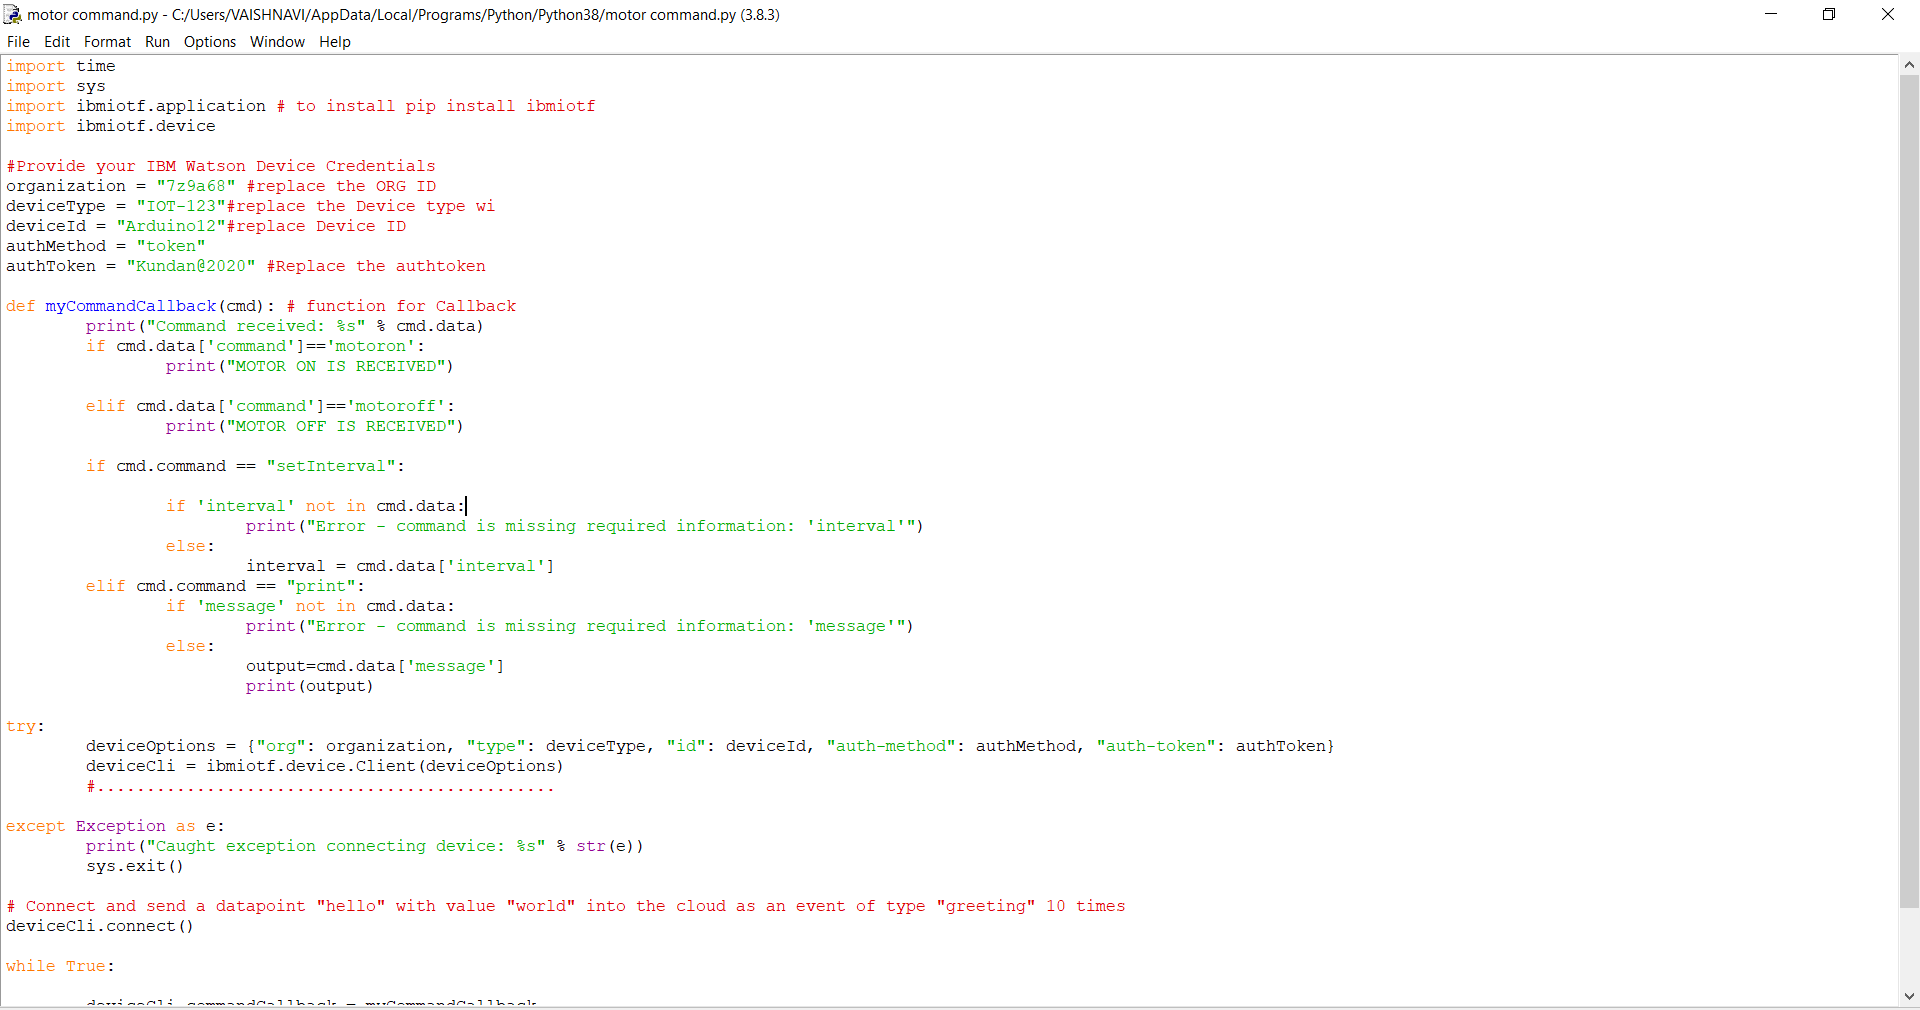 motor command.py - C:/Users/VAISHNAVI/AppData/Local/Programs/Python/Python38/motor command.py (3.8.3)
File Edit Format Run Options Window Help
import time
import sys
import ibmiotf.application # to install pip install ibmiotf
import ibmiotf.device

#Provide your IBM Watson Device Credentials
organization = "7z9a68" #replace the ORG ID
deviceType = "IOT-123"#replace the Device type wi
deviceId = "Arduino12"#replace Device ID
authMethod = "token"
authToken = "Kundan@2020" #Replace the authtoken

def myCommandCallback(cmd): # function for Callback
        print("Command received: %s" % cmd.data)
        if cmd.data['command']=='motoron':
                print("MOTOR ON IS RECEIVED")

        elif cmd.data['command']=='motoroff':
                print("MOTOR OFF IS RECEIVED")

        if cmd.command == "setInterval":

                if 'interval' not in cmd.data:
                        print("Error - command is missing required information: 'interval'")
                else:
                        interval = cmd.data['interval']
        elif cmd.command == "print":
                if 'message' not in cmd.data:
                        print("Error - command is missing required information: 'message'")
                else:
                        output=cmd.data['message']
                        print(output)

try:
        deviceOptions = {"org": organization, "type": deviceType, "id": deviceId, "auth-method": authMethod, "auth-token": authToken}
        deviceCli = ibmiotf.device.Client(deviceOptions)
        #..............................................

except Exception as e:
        print("Caught exception connecting device: %s" % str(e))
        sys.exit()

# Connect and send a datapoint "hello" with value "world" into the cloud as an event of type "greeting" 10 times
deviceCli.connect()

while True:

        deviceCli.commandCallback = myCommandCallback